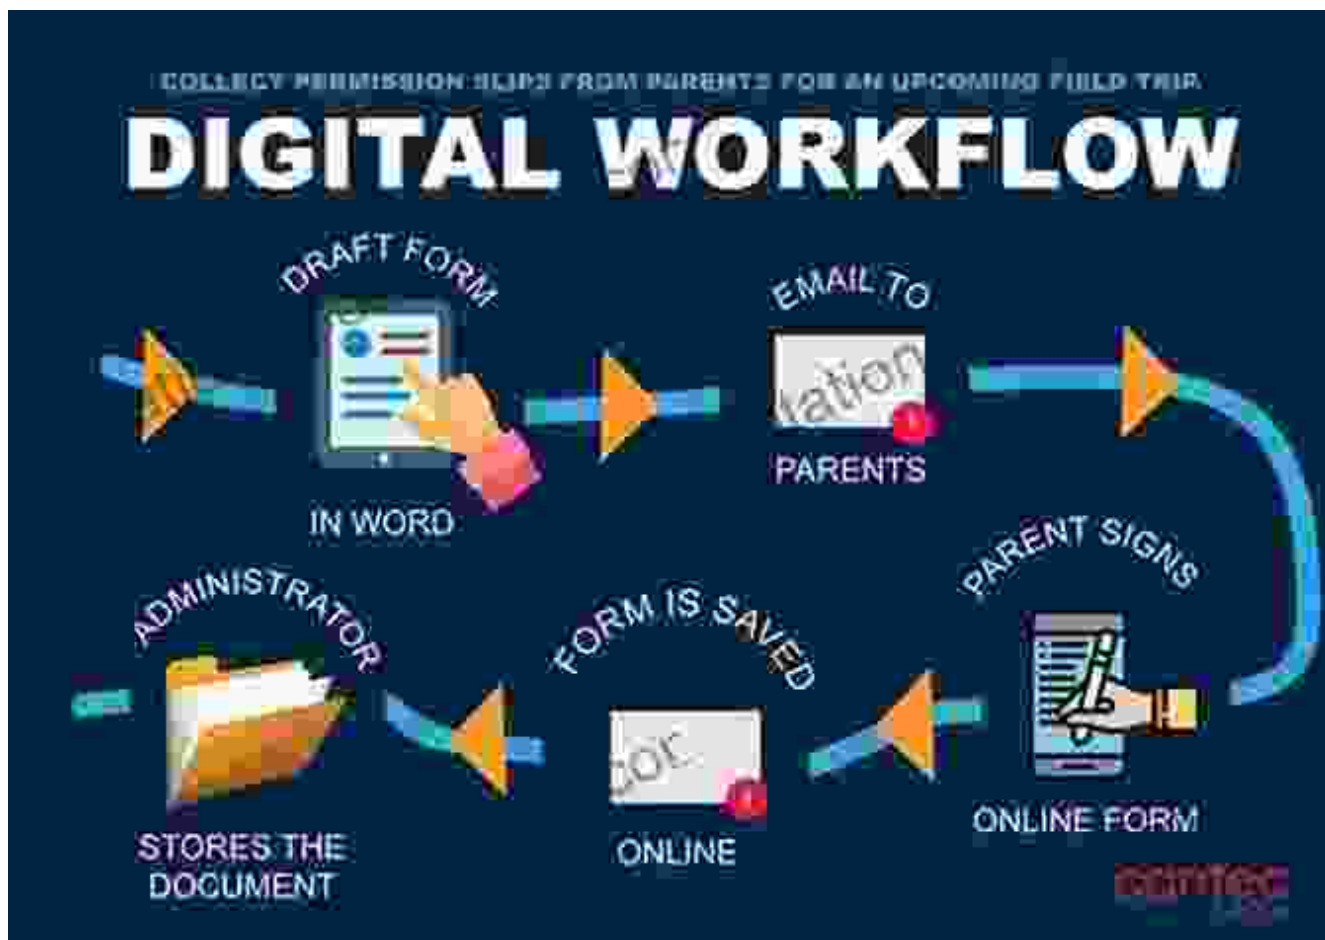 COLLECT PERMISSION SLIPS FROM PARENTS FOR AN UPCOMING FIELD TRIP
DIGITAL WORKFLOW
DRAFT FORM
IN WORD
EMAIL TO
PARENTS
PARENT SIGNS
ONLINE FORM
FORM IS SAVED
ONLINE
ADMINISTRATOR
STORES THE
DOCUMENT